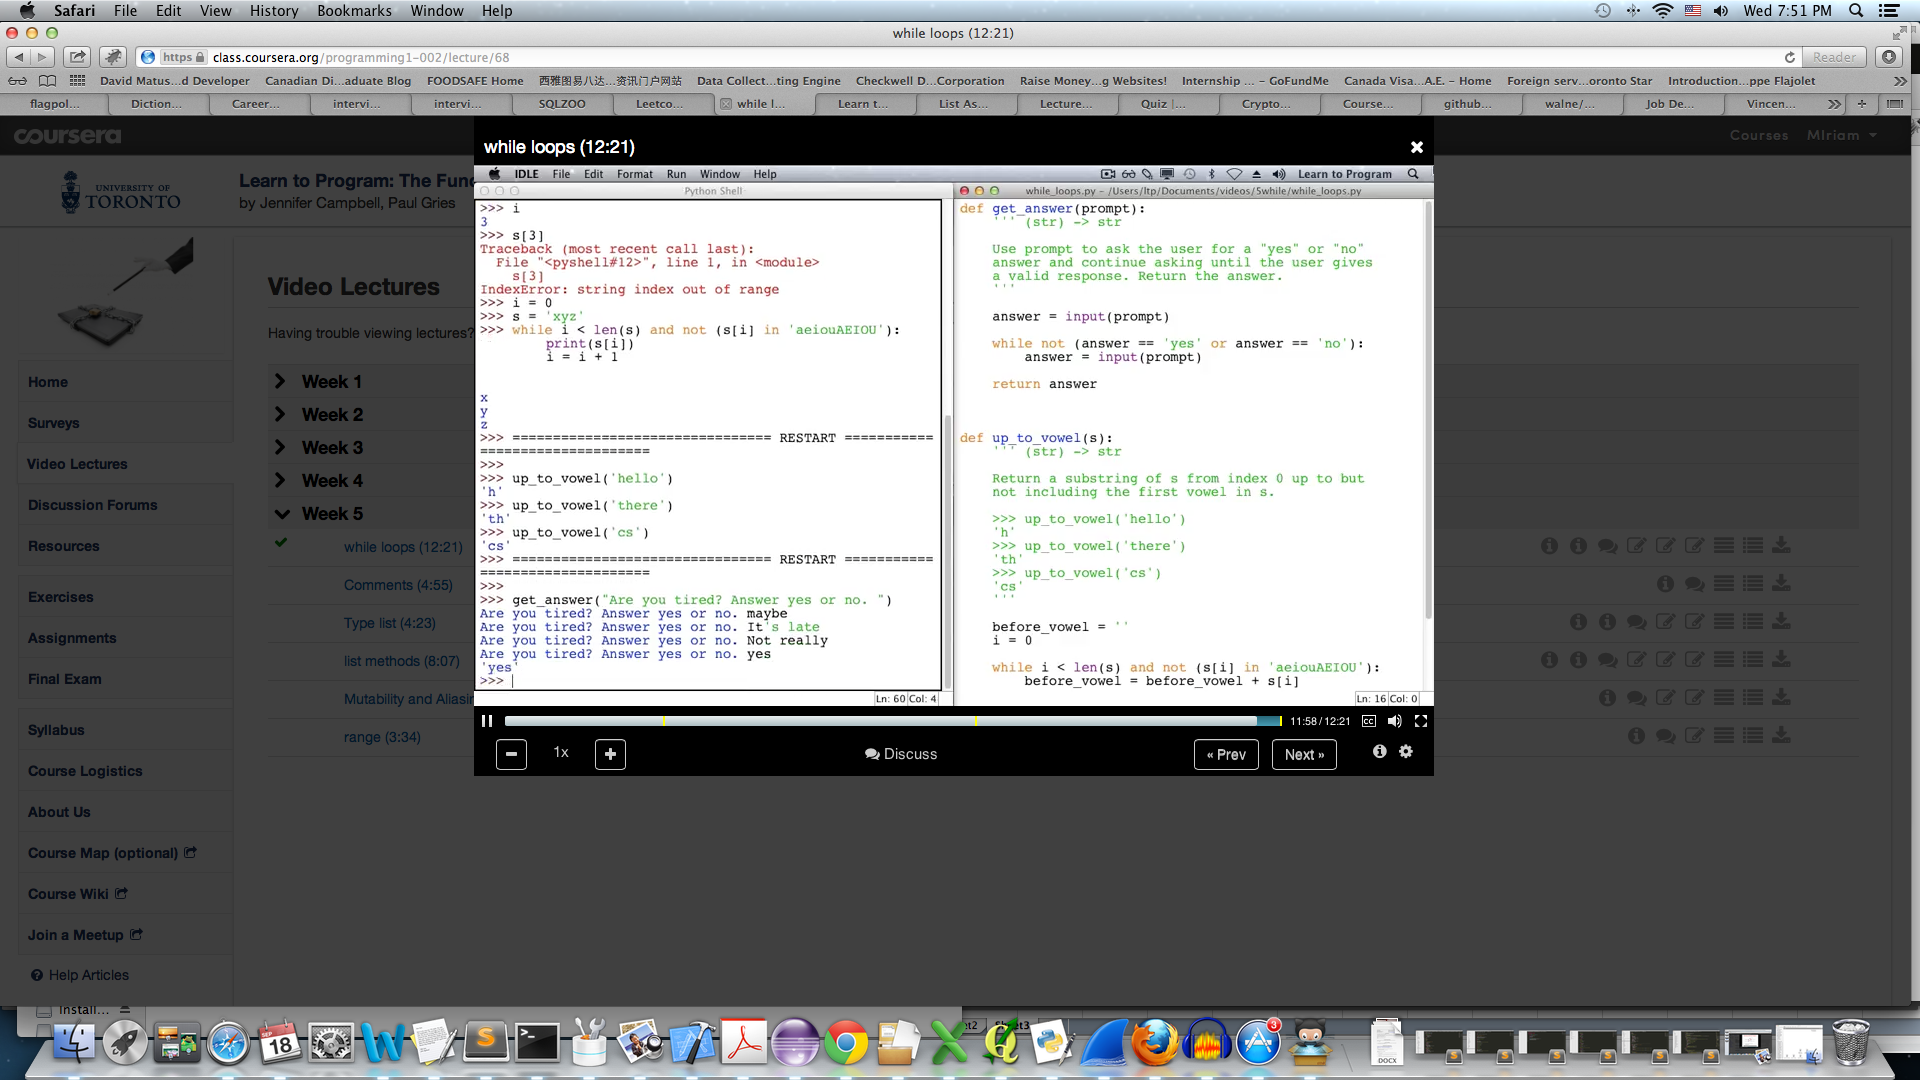 Safari File Edit View History Bookmarks Window Help Wed 7:51 PM
while loops (12:21)
https class.coursera.org/programming1-002/lecture/68 Reader
David Matus...d Developer Canadian Di...aduate Blog FOODSAFE Home 西雅图易八达...资讯门户网站 Data Collect...ting Engine Checkwell D...Corporation Raise Money...g Websites! Internship ... – GoFundMe Canada Visa...A.E. – Home Foreign serv...oronto Star Introduction...ppe Flajolet
flagpol... Diction... Career... intervi... intervi... SQLZOO Leetco... while l... Learn t... List As... Lecture... Quiz |... Crypto... Course... github... walne/... Job De... Vincen...
coursera Courses MIriam
UNIVERSITY OF
TORONTO
Learn to Program: The Fun
by Jennifer Campbell, Paul Gries
Home
Surveys
Video Lectures
Discussion Forums
Resources
Exercises
Assignments
Final Exam
Syllabus
Course Logistics
About Us
Course Map (optional)
Course Wiki
Join a Meetup
Help Articles
Video Lectures
Having trouble viewing lectures?
Week 1
Week 2
Week 3
Week 4
Week 5
while loops (12:21)
Comments (4:55)
Type list (4:23)
list methods (8:07)
Mutability and Aliasin
range (3:34)
while loops (12:21)
IDLE File Edit Format Run Window Help Learn to Program
Python Shell
>>> i
3
>>> s[3]
Traceback (most recent call last):
File "<pyshell#12>", line 1, in <module>
s[3]
IndexError: string index out of range
>>> i = 0
>>> s = 'xyz'
>>> while i < len(s) and not (s[i] in 'aeiouAEIOU'):
print(s[i])
i = i + 1
x
y
z
>>> ================================ RESTART ===========
=====================
>>>
>>> up_to_vowel('hello')
'h'
>>> up_to_vowel('there')
'th'
>>> up_to_vowel('cs')
'cs'
>>> ================================ RESTART ===========
=====================
>>>
>>> get_answer("Are you tired? Answer yes or no. ")
Are you tired? Answer yes or no. maybe
Are you tired? Answer yes or no. It's late
Are you tired? Answer yes or no. Not really
Are you tired? Answer yes or no. yes
'yes'
>>>
Ln: 60 Col: 4
while_loops.py – /Users/ltp/Documents/videos/5while/while_loops.py
def get_answer(prompt):
''' (str) -> str
Use prompt to ask the user for a "yes" or "no"
answer and continue asking until the user gives
a valid response. Return the answer.
'''
answer = input(prompt)
while not (answer == 'yes' or answer == 'no'):
answer = input(prompt)
return answer
def up_to_vowel(s):
''' (str) -> str
Return a substring of s from index 0 up to but
not including the first vowel in s.
>>> up_to_vowel('hello')
'h'
>>> up_to_vowel('there')
'th'
>>> up_to_vowel('cs')
'cs'
'''
before_vowel = ''
i = 0
while i < len(s) and not (s[i] in 'aeiouAEIOU'):
before_vowel = before_vowel + s[i]
Ln: 16 Col: 0
11:58 / 12:21 CC
1x Discuss « Prev Next »
Install...
SEP
18
3
DOCX